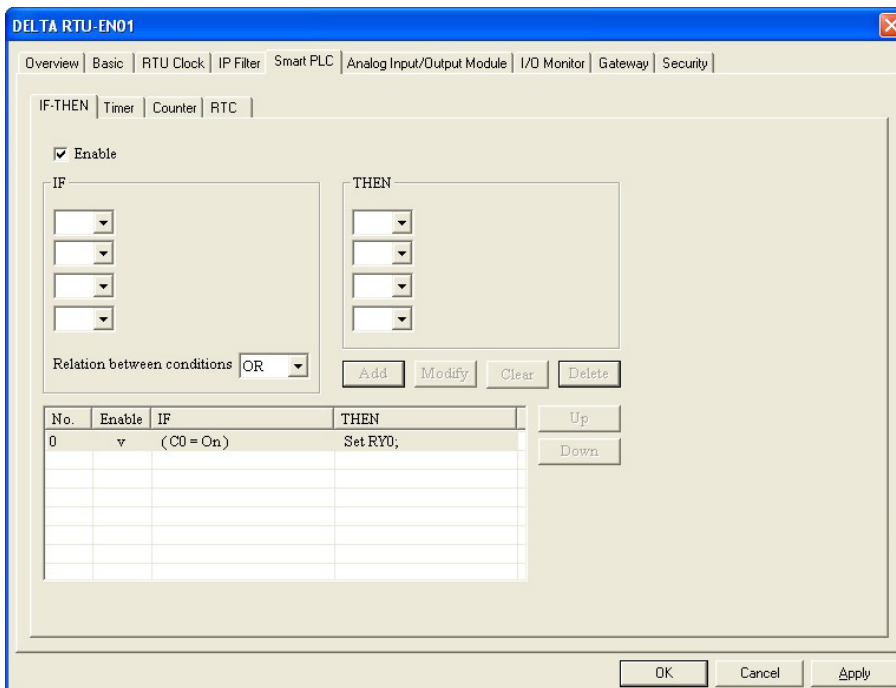 DELTA RTU-EN01
Overview Basic RTU Clock IP Filter Smart PLC Analog Input/Output Module I/O Monitor Gateway Security
IF-THEN Timer Counter RTC
Enable
IF THEN
Relation between conditions OR
Add Modify Clear Delete
No. Enable IF THEN
0 v (C0 = On) Set RY0;
Up
Down
OK Cancel Apply